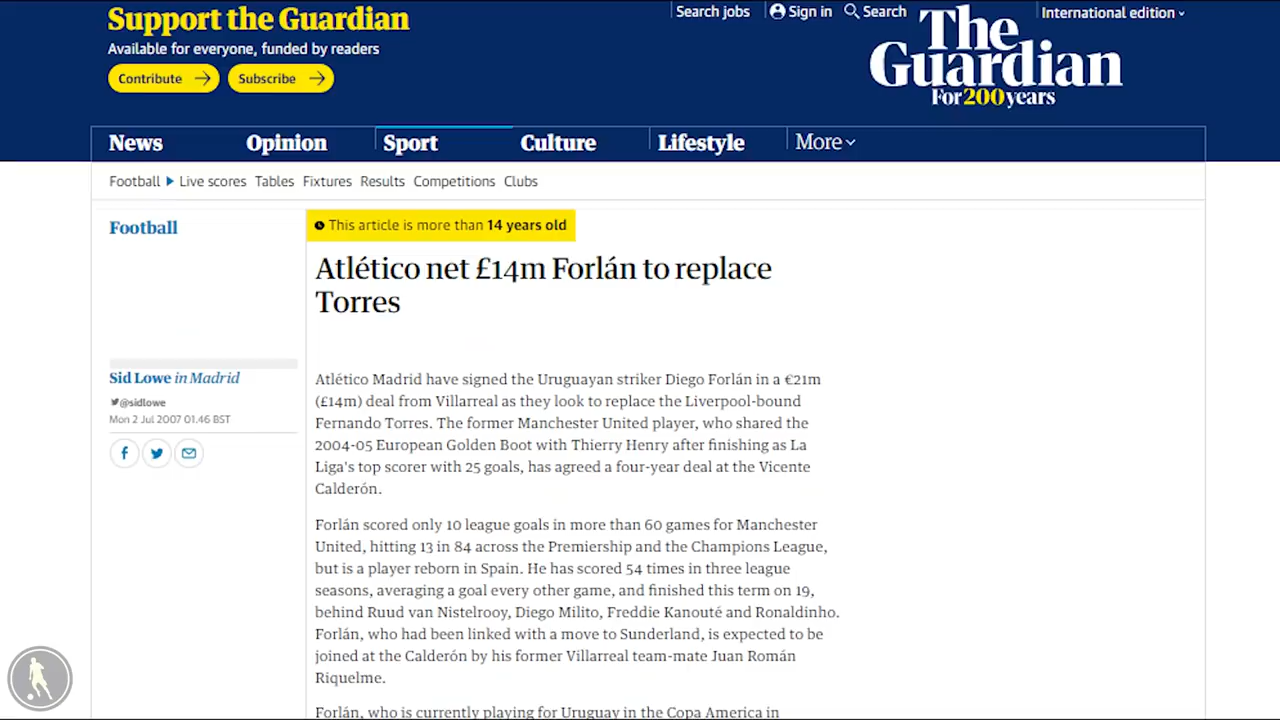 Support the Guardian
Available for everyone, funded by readers
Contribute
Subscribe
Search jobs
Sign in
Search
International edition
The
Guardian
For 200 years
News
Opinion
Sport
Culture
Lifestyle
More
Football
Live scores
Tables
Fixtures
Results
Competitions
Clubs
Football
This article is more than 14 years old
Atlético net £14m Forlán to replace
Torres
Sid Lowe in Madrid
@sidlowe
Mon 2 Jul 2007 01.46 BST
Atlético Madrid have signed the Uruguayan striker Diego Forlán in a €21m
(£14m) deal from Villarreal as they look to replace the Liverpool-bound
Fernando Torres. The former Manchester United player, who shared the
2004-05 European Golden Boot with Thierry Henry after finishing as La
Liga's top scorer with 25 goals, has agreed a four-year deal at the Vicente
Calderón.
Forlán scored only 10 league goals in more than 60 games for Manchester
United, hitting 13 in 84 across the Premiership and the Champions League,
but is a player reborn in Spain. He has scored 54 times in three league
seasons, averaging a goal every other game, and finished this term on 19,
behind Ruud van Nistelrooy, Diego Milito, Freddie Kanouté and Ronaldinho.
Forlán, who had been linked with a move to Sunderland, is expected to be
joined at the Calderón by his former Villarreal team-mate Juan Román
Riquelme.
Forlán, who is currently playing for Uruguay in the Copa America in